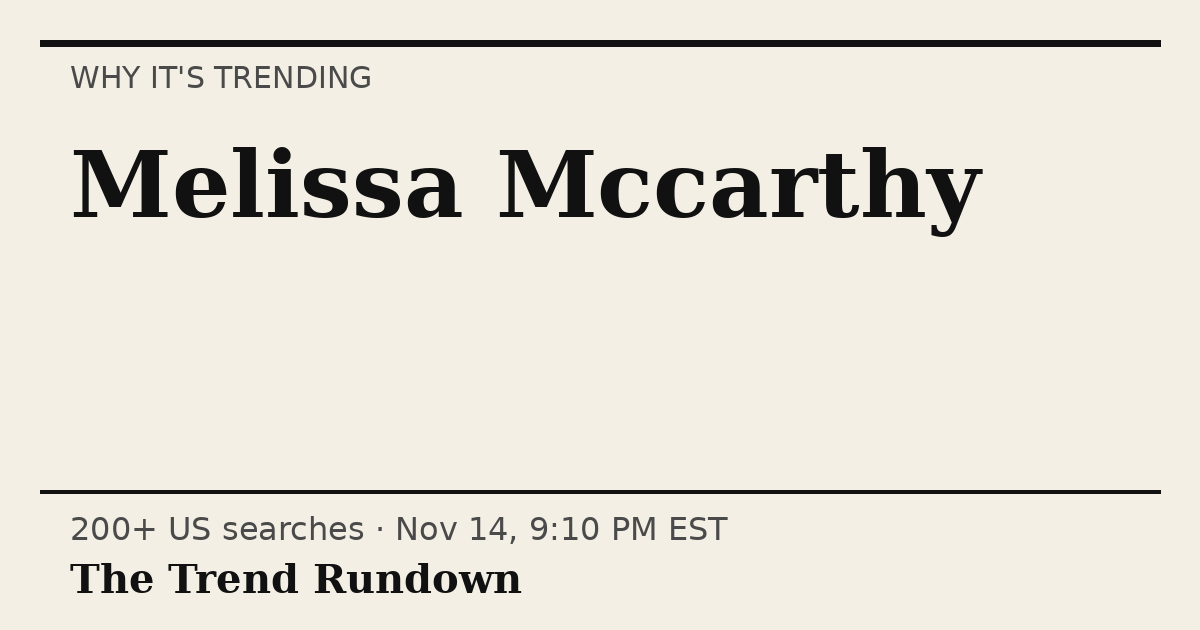 WHY IT'S TRENDING
Melissa Mccarthy
200+ US searches · Nov 14, 9:10 PM EST
The Trend Rundown